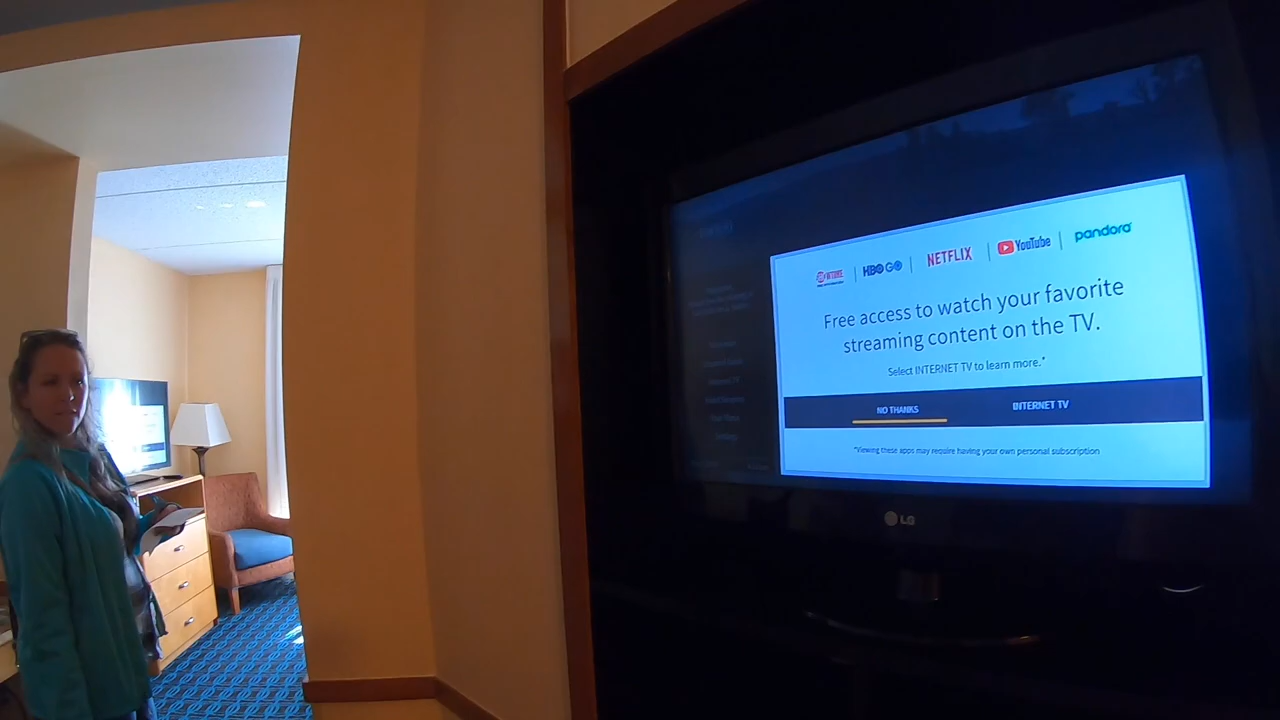 SHOWTIME
HBO GO
NETFLIX
YouTube
pandora
Free access to watch your favorite
streaming content on the TV.
Select INTERNET TV to learn more.*
NO THANKS
INTERNET TV
*Viewing these apps may require having your own personal subscription
LG